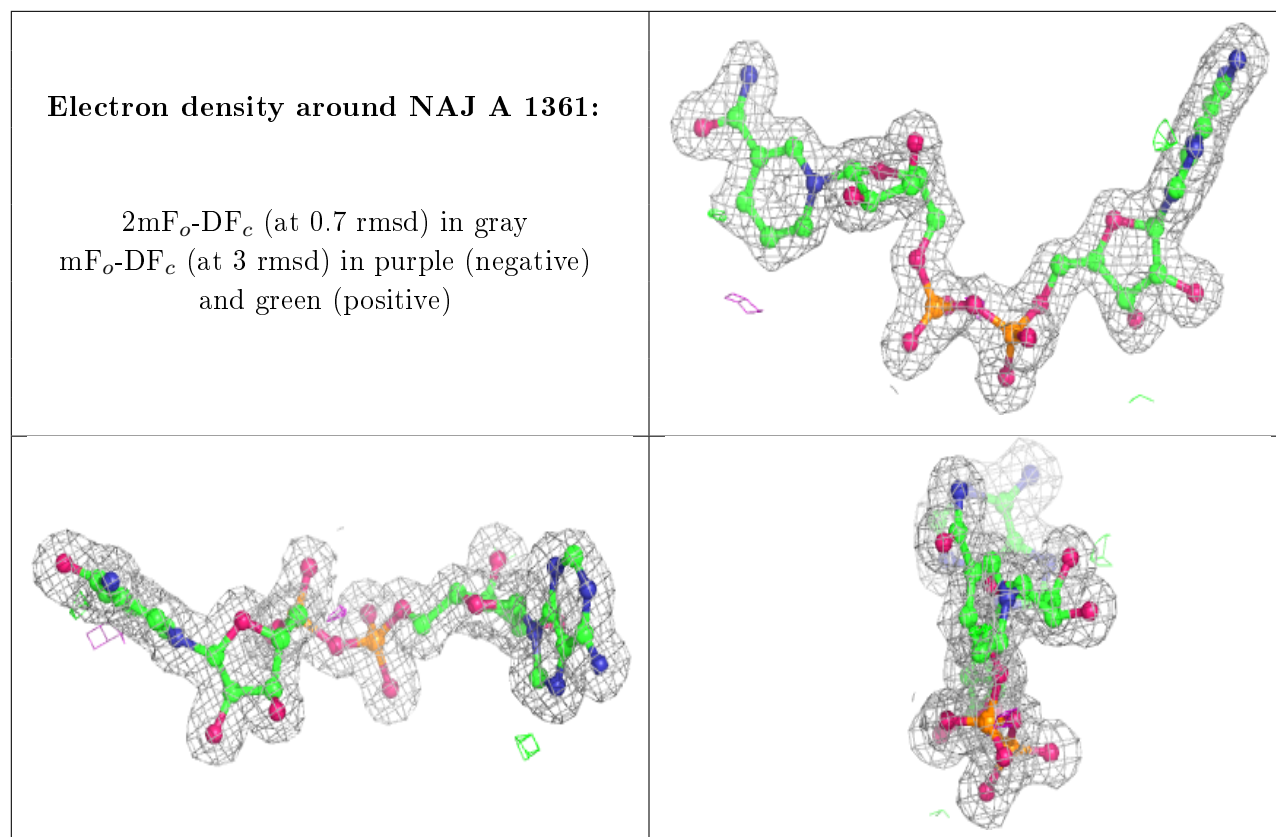 Electron density around NAJ A 1361:
2mFo-DFc (at 0.7 rmsd) in gray
mFo-DFc (at 3 rmsd) in purple (negative)
and green (positive)